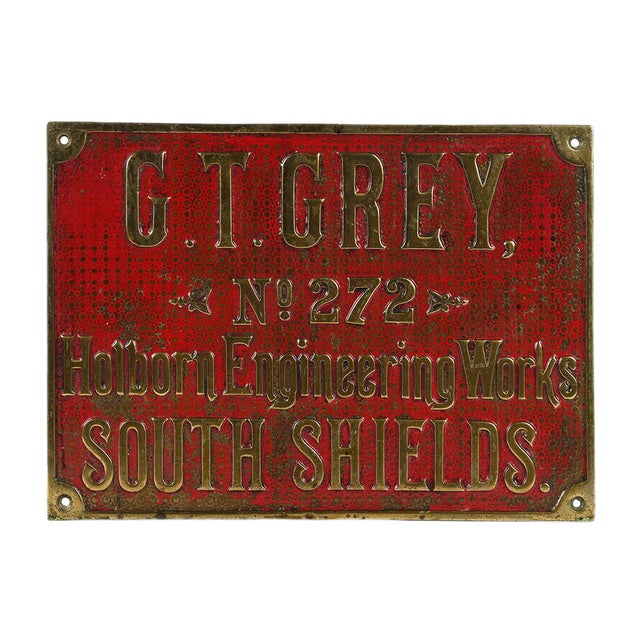 G.T.GREY,
No 272
Holborn Engineering Works
SOUTH SHIELDS.